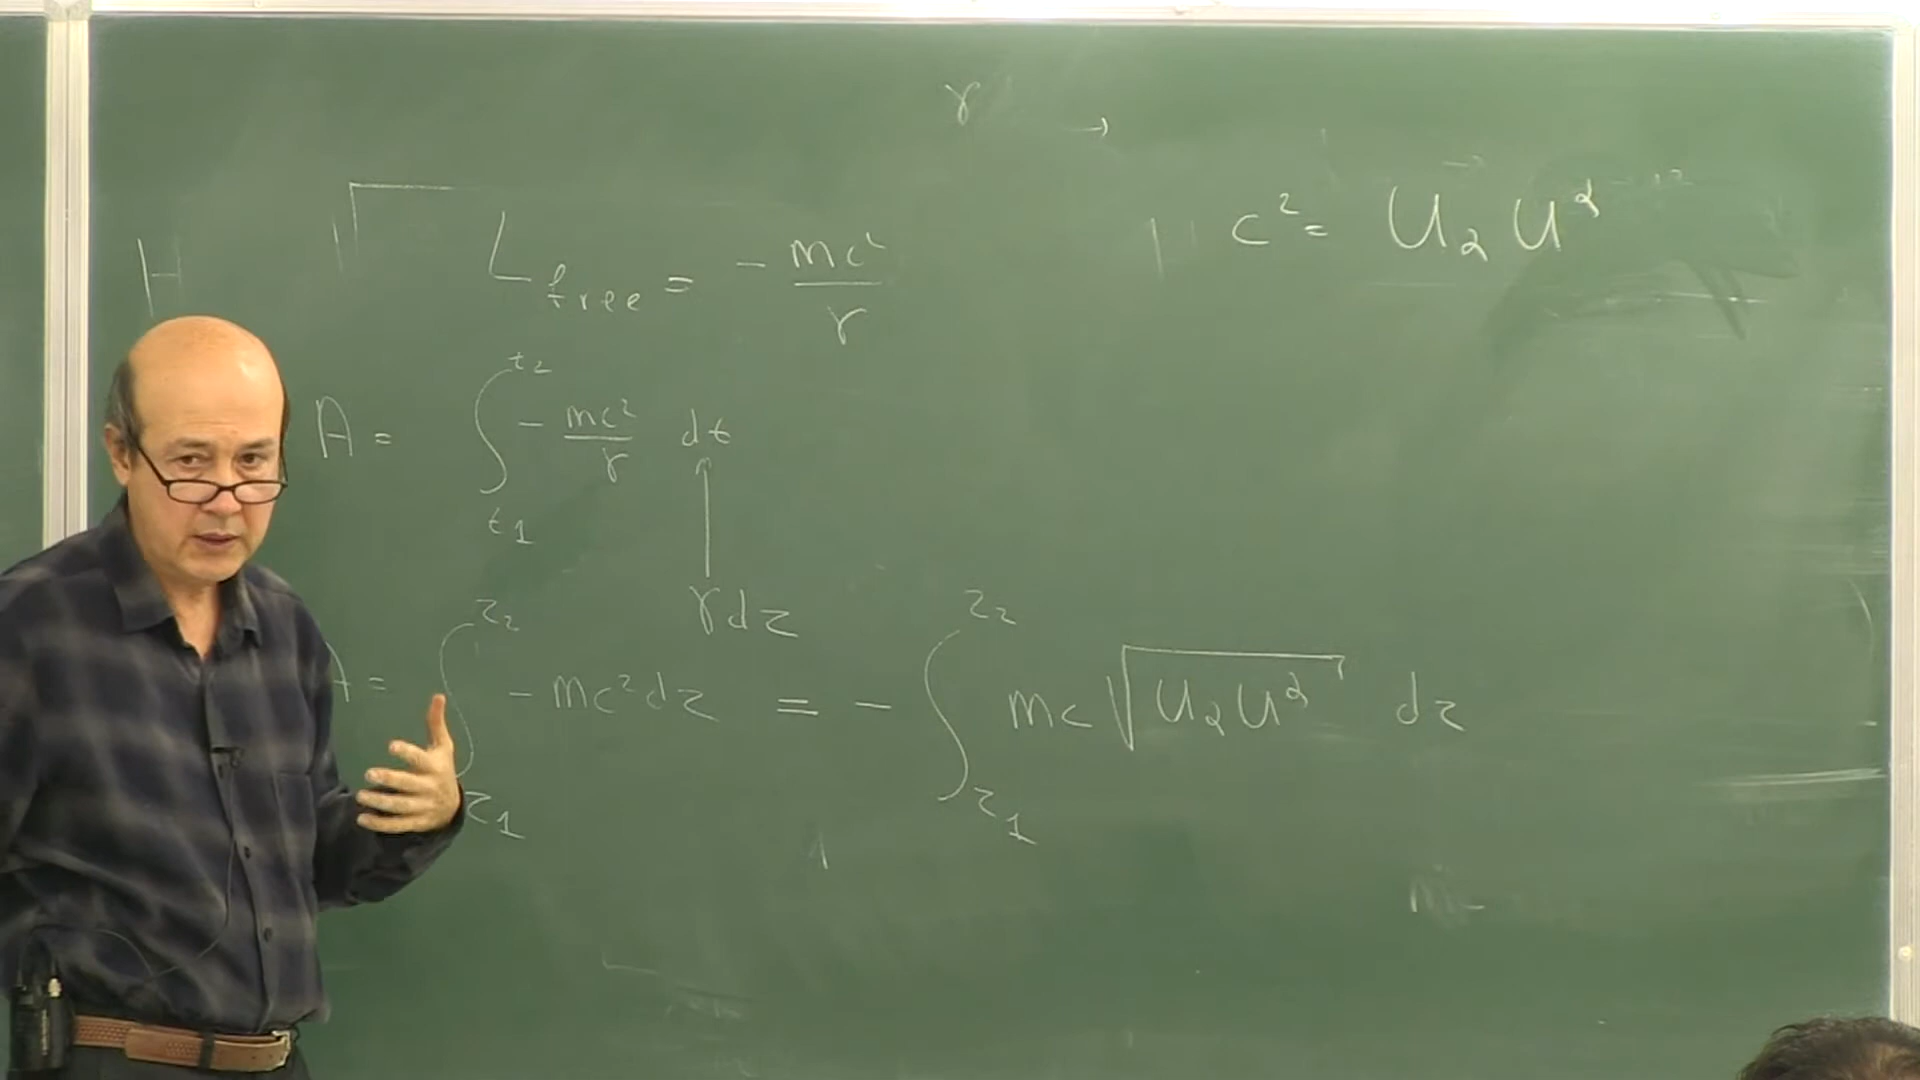 γ →
H
L_free = - mc² / γ
c² = U_α U^α
A = ∫_{t1}^{t2} - mc² / γ dt
γdτ
A = ∫_{τ1}^{τ2} - mc² dτ = - ∫_{τ1}^{τ2} mc √(U_α U^α) dτ